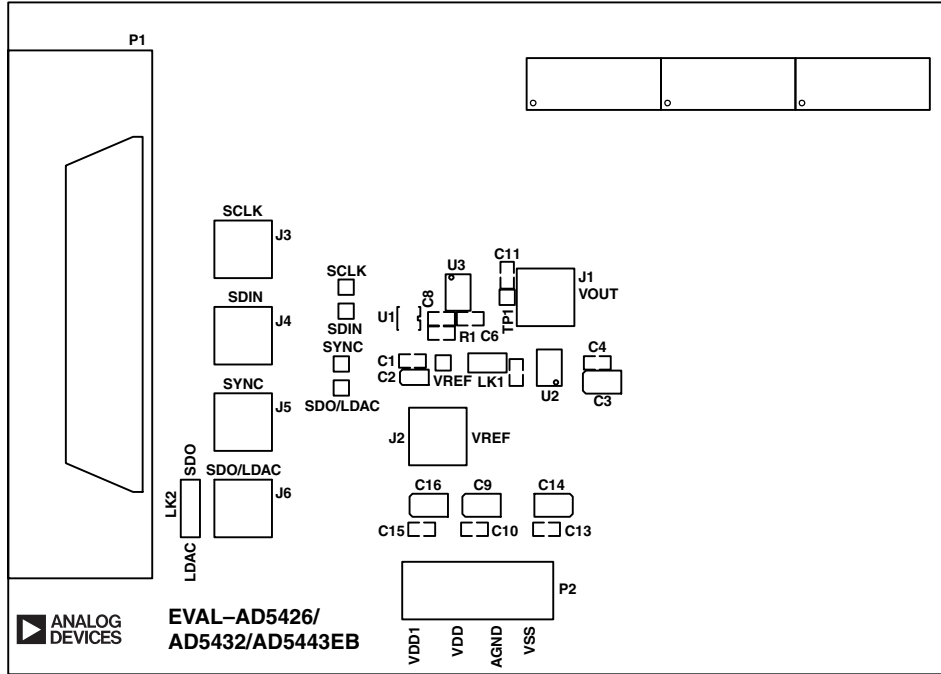 P1
SCLK
J3
SDIN
J4
SYNC
J5
SDO/LDAC
J6
SDO
LK2
LDAC
SCLK
SDIN
SYNC
SDO/LDAC
U1
C8
U3
R1
C6
C11
TP1
J1
VOUT
C1
C2
VREF
LK1
U2
C4
C3
J2
VREF
C16
C9
C14
C15
C10
C13
P2
VDD1
VDD
AGND
VSS
ANALOG
DEVICES
EVAL–AD5426/
AD5432/AD5443EB